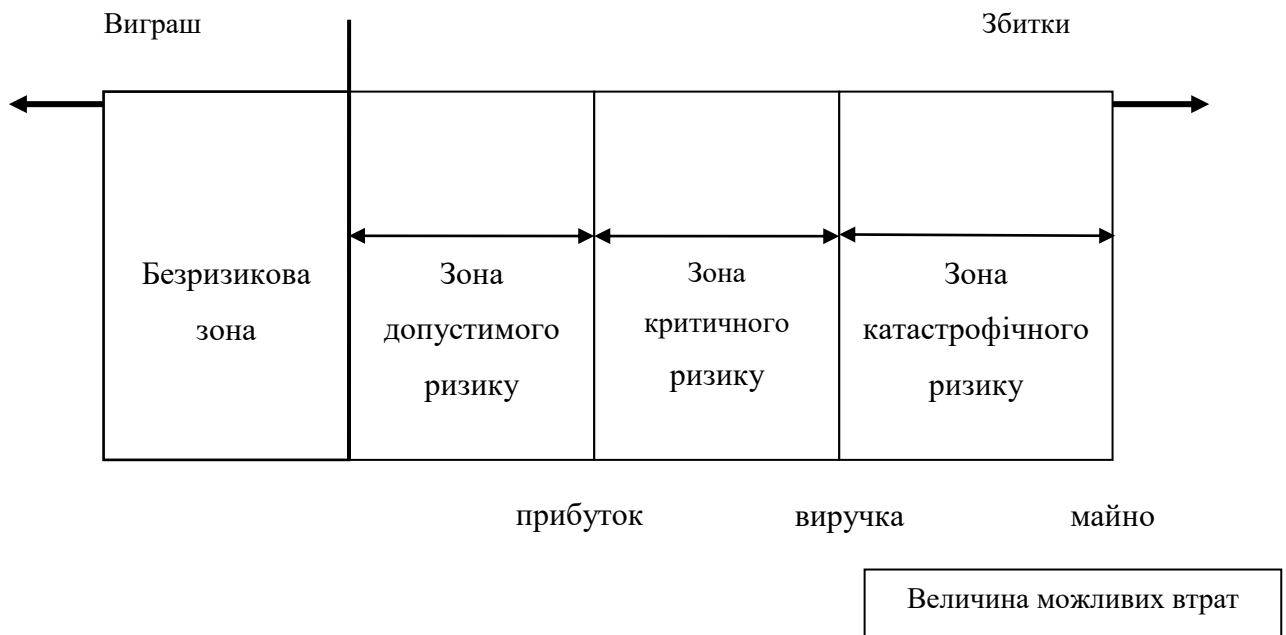 Виграш
Збитки
Безризикова
зона
Зона
допустимого
ризику
Зона
критичного
ризику
Зона
катастрофічного
ризику
прибуток
виручка
майно
Величина можливих втрат